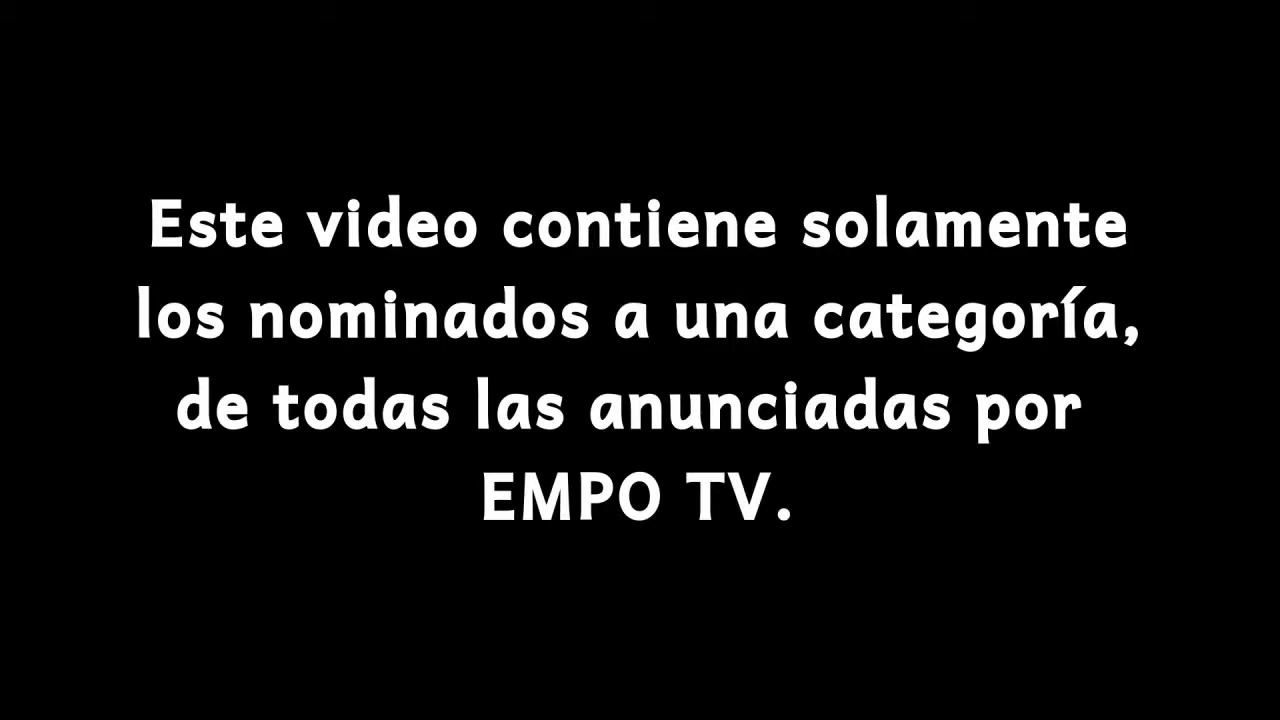 Este video contiene solamente
los nominados a una categoría,
de todas las anunciadas por
EMPO TV.